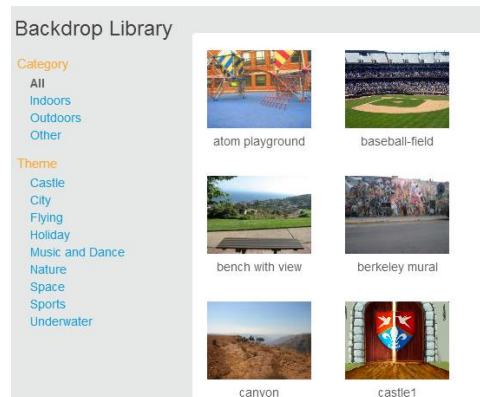 Backdrop Library
Category
All
Indoors
Outdoors
Other
Theme
Castle
City
Flying
Holiday
Music and Dance
Nature
Space
Sports
Underwater
atom playground
baseball-field
bench with view
berkeley mural
canyon
castle1